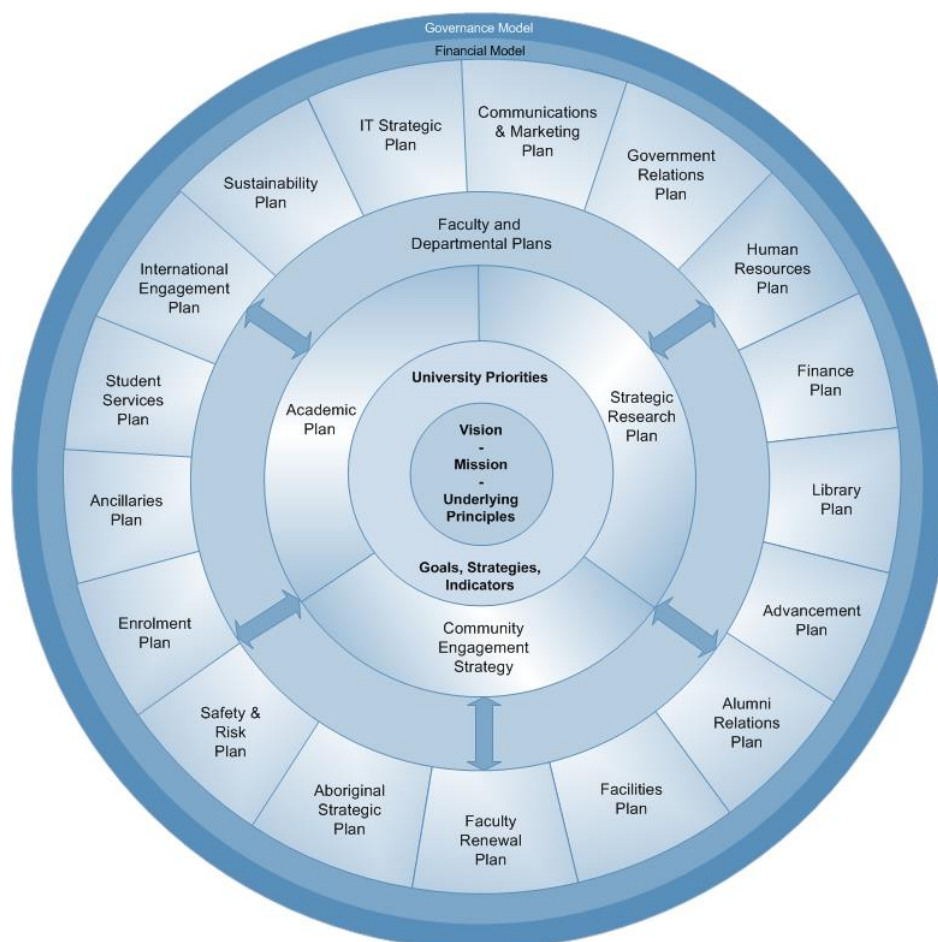 Governance Model
Financial Model
IT Strategic
Plan
Communications
& Marketing
Plan
Government
Relations
Plan
Human
Resources
Plan
Finance
Plan
Library
Plan
Advancement
Plan
Alumni
Relations
Plan
Facilities
Plan
Faculty
Renewal
Plan
Aboriginal
Strategic
Plan
Safety &
Risk
Plan
Enrolment
Plan
Ancillaries
Plan
Student
Services
Plan
International
Engagement
Plan
Sustainability
Plan
Faculty and
Departmental Plans
Academic
Plan
Strategic
Research
Plan
Community
Engagement
Strategy
University Priorities
Vision
-
Mission
-
Underlying
Principles
Goals, Strategies,
Indicators